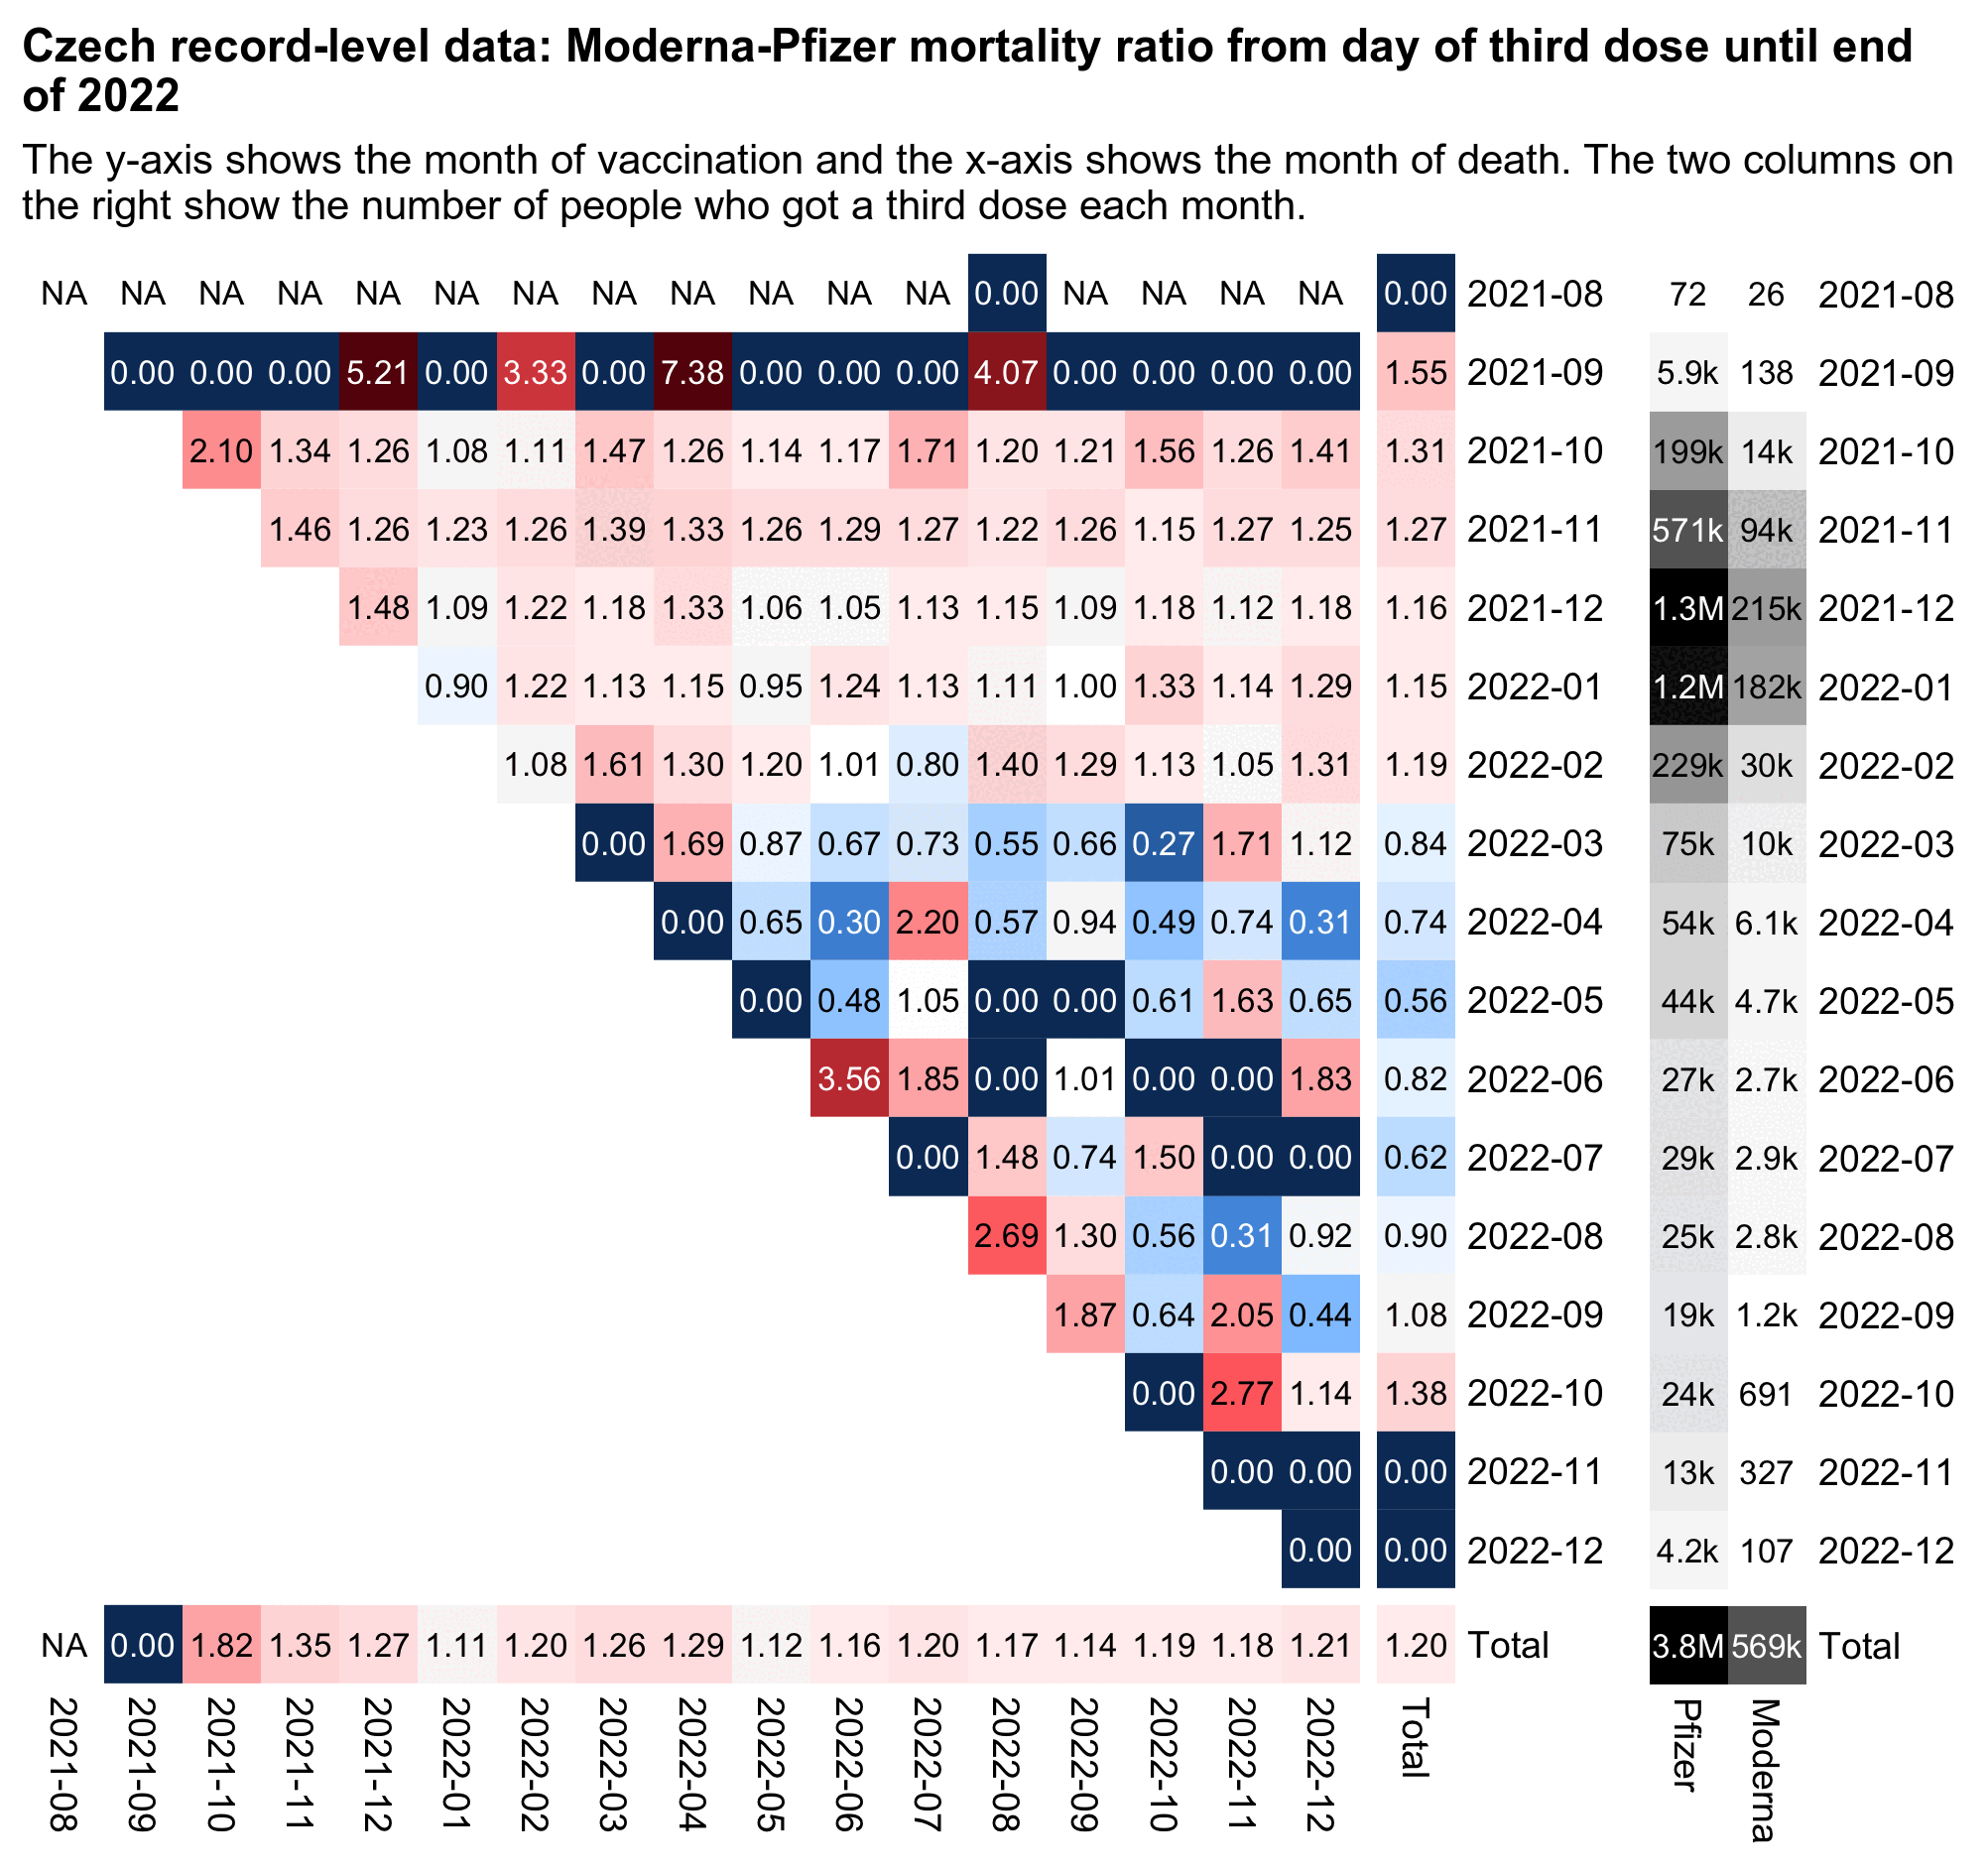 Czech record-level data: Moderna-Pfizer mortality ratio from day of third dose until end
of 2022
The y-axis shows the month of vaccination and the x-axis shows the month of death. The two columns on
the right show the number of people who got a third dose each month.
NA NA NA NA NA NA NA NA NA NA NA NA 0.00 NA NA NA NA 0.00 2021-08 72 26 2021-08
0.00 0.00 0.00 5.21 0.00 3.33 0.00 7.38 0.00 0.00 0.00 4.07 0.00 0.00 0.00 0.00 1.55 2021-09 5.9k 138 2021-09
2.10 1.34 1.26 1.08 1.11 1.47 1.26 1.14 1.17 1.71 1.20 1.21 1.56 1.26 1.41 1.31 2021-10 199k 14k 2021-10
1.46 1.26 1.23 1.26 1.39 1.33 1.26 1.29 1.27 1.22 1.26 1.15 1.27 1.25 1.27 2021-11 571k 94k 2021-11
1.48 1.09 1.22 1.18 1.33 1.06 1.05 1.13 1.15 1.09 1.18 1.12 1.18 1.16 2021-12 1.3M 215k 2021-12
0.90 1.22 1.13 1.15 0.95 1.24 1.13 1.11 1.00 1.33 1.14 1.29 1.15 2022-01 1.2M 182k 2022-01
1.08 1.61 1.30 1.20 1.01 0.80 1.40 1.29 1.13 1.05 1.31 1.19 2022-02 229k 30k 2022-02
0.00 1.69 0.87 0.67 0.73 0.55 0.66 0.27 1.71 1.12 0.84 2022-03 75k 10k 2022-03
0.00 0.65 0.30 2.20 0.57 0.94 0.49 0.74 0.31 0.74 2022-04 54k 6.1k 2022-04
0.00 0.48 1.05 0.00 0.00 0.61 1.63 0.65 0.56 2022-05 44k 4.7k 2022-05
3.56 1.85 0.00 1.01 0.00 0.00 1.83 0.82 2022-06 27k 2.7k 2022-06
0.00 1.48 0.74 1.50 0.00 0.00 0.62 2022-07 29k 2.9k 2022-07
2.69 1.30 0.56 0.31 0.92 0.90 2022-08 25k 2.8k 2022-08
1.87 0.64 2.05 0.44 1.08 2022-09 19k 1.2k 2022-09
0.00 2.77 1.14 1.38 2022-10 24k 691 2022-10
0.00 0.00 0.00 2022-11 13k 327 2022-11
0.00 0.00 2022-12 4.2k 107 2022-12
NA 0.00 1.82 1.35 1.27 1.11 1.20 1.26 1.29 1.12 1.16 1.20 1.17 1.14 1.19 1.18 1.21 1.20 Total 3.8M 569k Total
2021-08 2021-09 2021-10 2021-11 2021-12 2022-01 2022-02 2022-03 2022-04 2022-05 2022-06 2022-07 2022-08 2022-09 2022-10 2022-11 2022-12 Total Pfizer Moderna